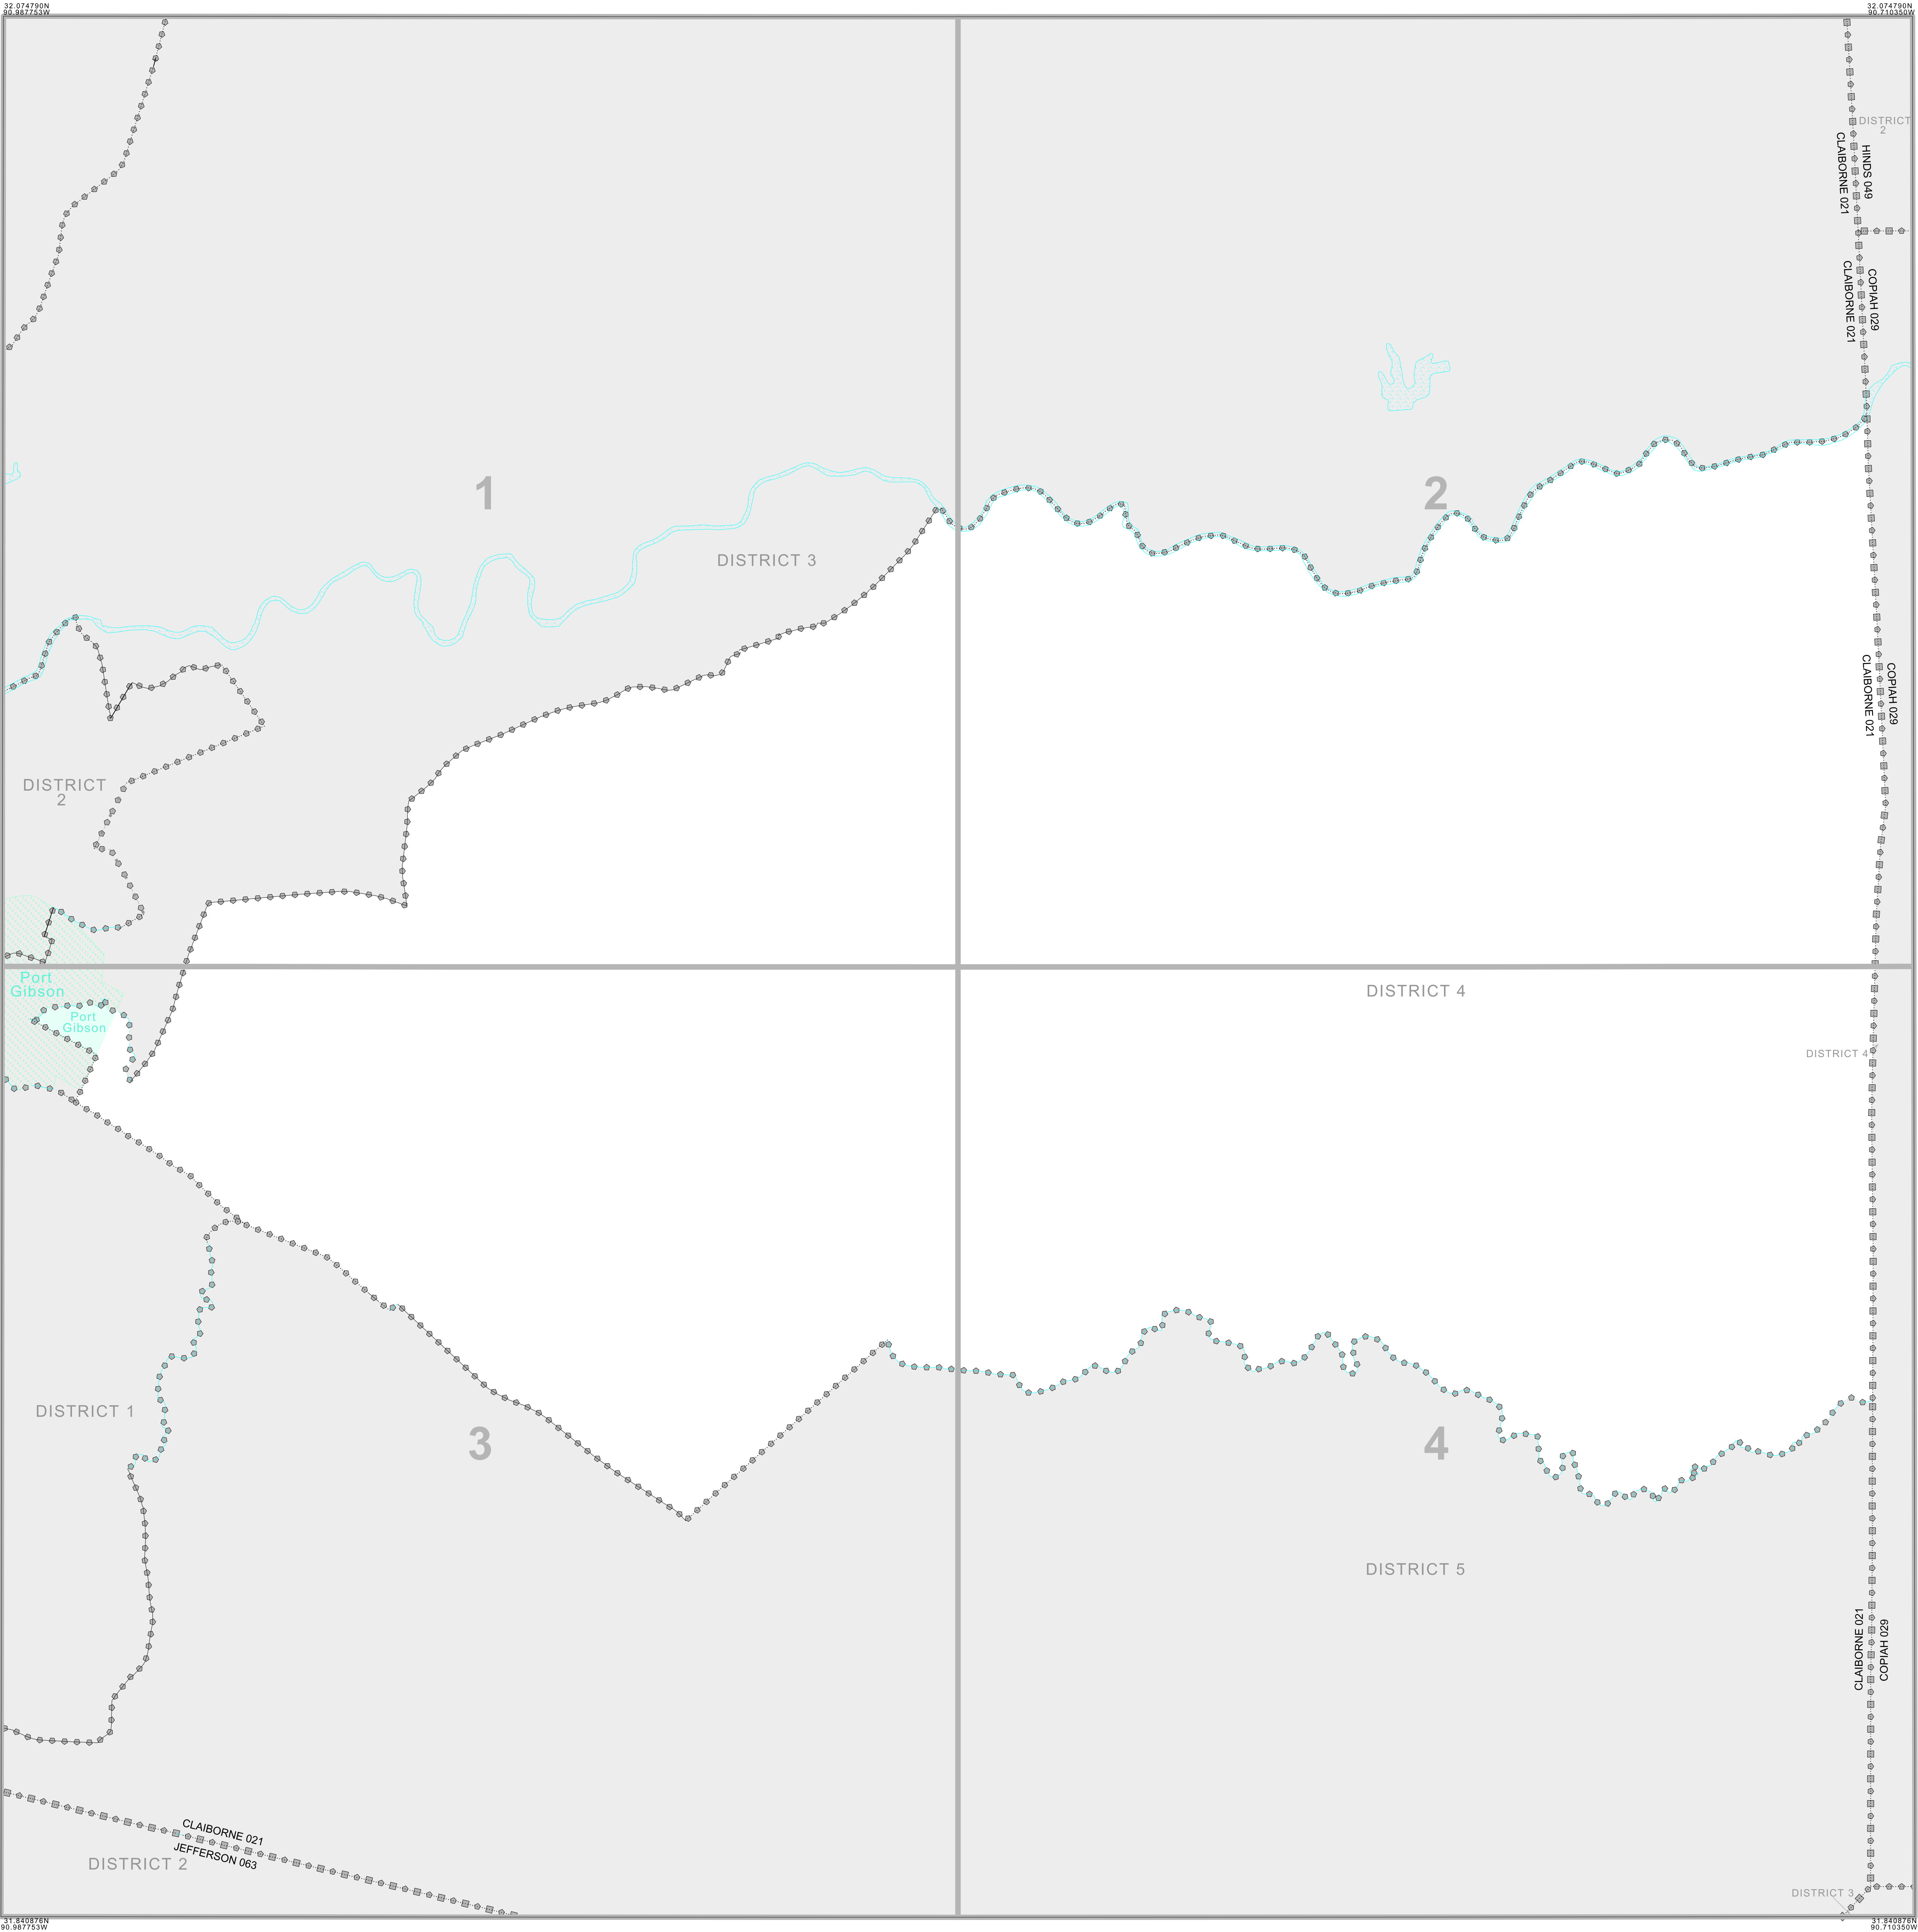 32.074790N
90.987753W
32.074790N
90.710350W
DISTRICT
2
HINDS 049
CLAIBORNE 021
COPIAH 029
CLAIBORNE 021
1
2
DISTRICT 3
COPIAH 029
CLAIBORNE 021
DISTRICT
2
Port
Gibson
Port
Gibson
DISTRICT 4
DISTRICT 4
DISTRICT 1
3
4
DISTRICT 5
CLAIBORNE 021
COPIAH 029
CLAIBORNE 021
JEFFERSON 063
DISTRICT 2
DISTRICT 3
31.840876N
90.987753W
31.840876N
90.710350W